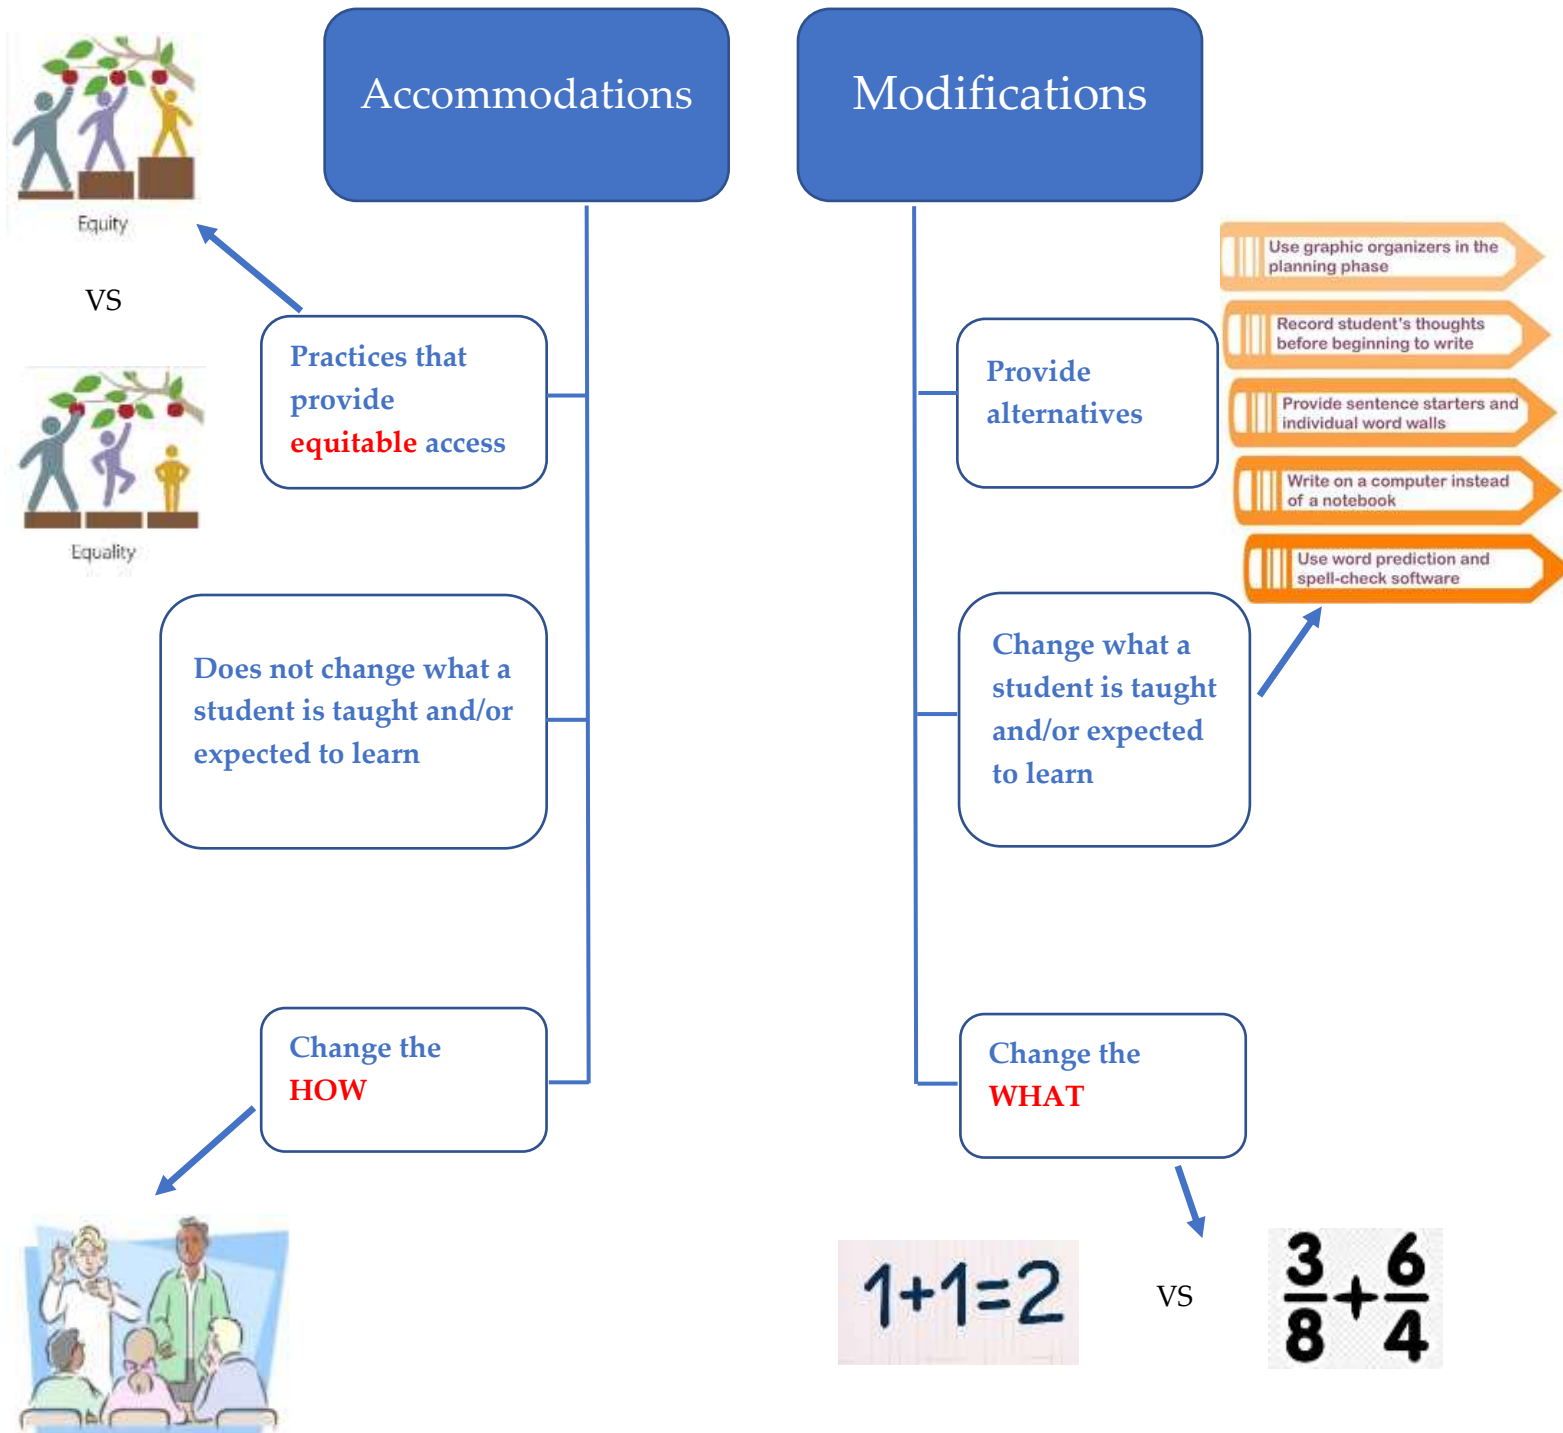 Accommodations
Modifications
Equity
VS
Equality
Practices that
provide
equitable access
Does not change what a
student is taught and/or
expected to learn
Change the
HOW
Provide
alternatives
Use graphic organizers in the
planning phase
Record student's thoughts
before beginning to write
Provide sentence starters and
individual word walls
Write on a computer instead
of a notebook
Use word prediction and
spell-check software
Change what a
student is taught
and/or expected
to learn
Change the
WHAT
1+1=2
VS
3/8+6/4